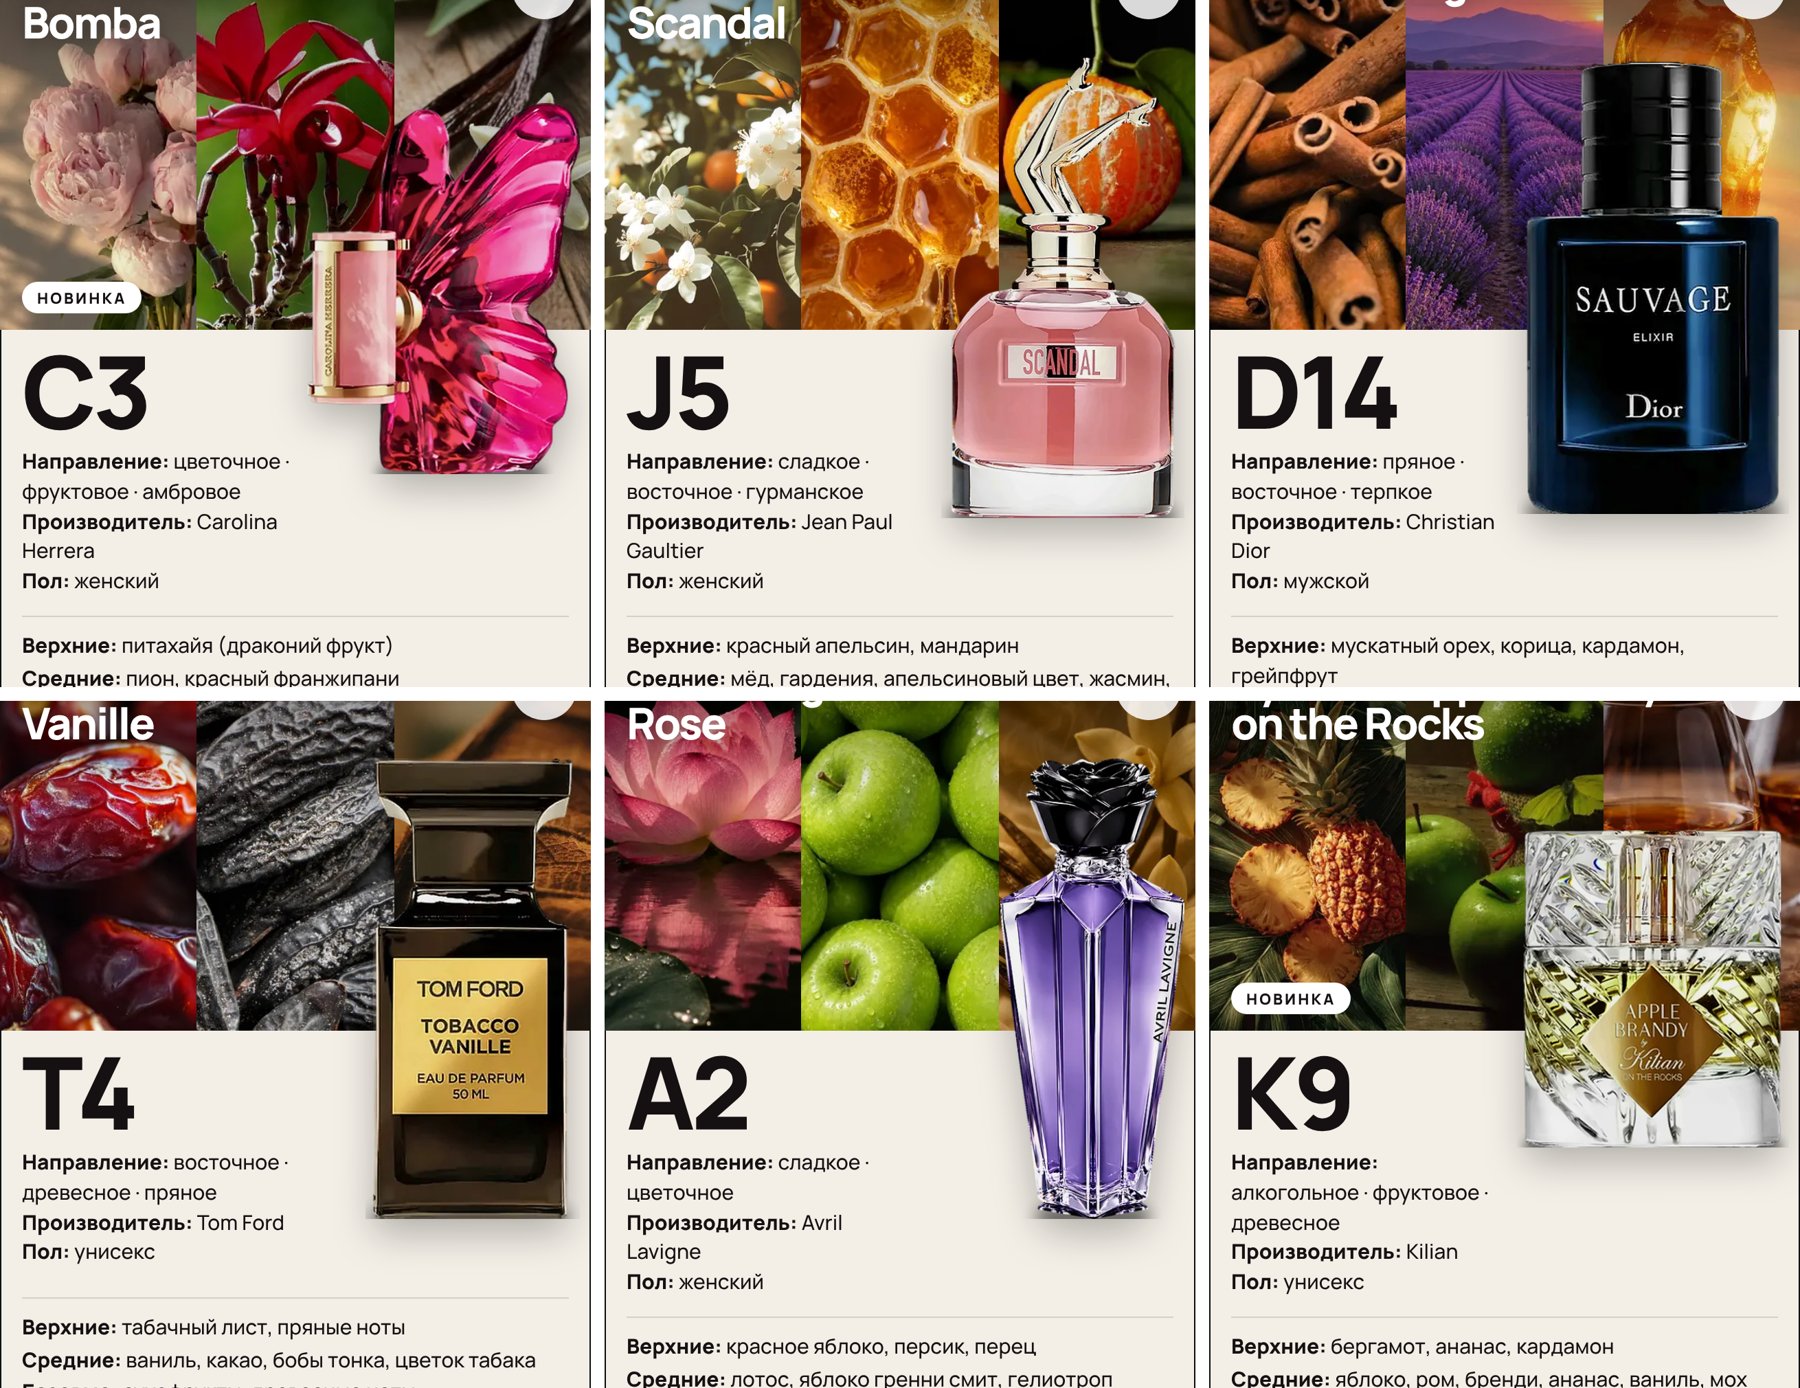 Bomba
НОВИНКА
CAROLINA HERRERA
C3
Направление: цветочное ·
фруктовое · амбровое
Производитель: Carolina
Herrera
Пол: женский
Верхние: питахайя (драконий фрукт)
Средние: пион, красный франжипани
Scandal
SCANDAL
J5
Направление: сладкое ·
восточное · гурманское
Производитель: Jean Paul
Gaultier
Пол: женский
Верхние: красный апельсин, мандарин
Средние: мёд, гардения, апельсиновый цвет, жасмин,
SAUVAGE
ELIXIR
Dior
D14
Направление: пряное ·
восточное · терпкое
Производитель: Christian
Dior
Пол: мужской
Верхние: мускатный орех, корица, кардамон,
грейпфрут
Vanille
TOM FORD
TOBACCO
VANILLE
EAU DE PARFUM
50 ML
T4
Направление: восточное ·
древесное · пряное
Производитель: Tom Ford
Пол: унисекс
Верхние: табачный лист, пряные ноты
Средние: ваниль, какао, бобы тонка, цветок табака
Rose
AVRIL LAVIGNE
A2
Направление: сладкое ·
цветочное
Производитель: Avril
Lavigne
Пол: женский
Верхние: красное яблоко, персик, перец
Средние: лотос, яблоко гренни смит, гелиотроп
on the Rocks
НОВИНКА
APPLE
BRANDY
by
Kilian
ON THE ROCKS
K9
Направление:
алкогольное · фруктовое ·
древесное
Производитель: Kilian
Пол: унисекс
Верхние: бергамот, ананас, кардамон
Средние: яблоко, ром, бренди, ананас, ваниль, мох